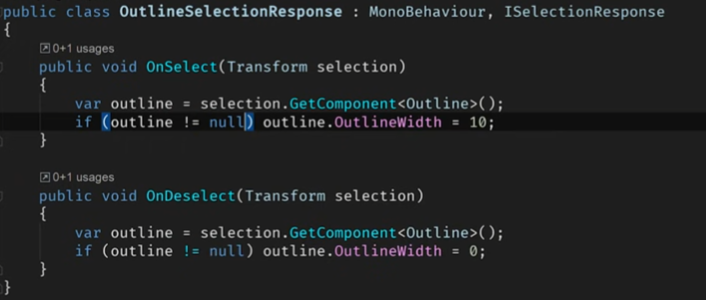 public class OutlineSelectionResponse : MonoBehaviour, ISelectionResponse
{
0+1 usages
public void OnSelect(Transform selection)
{
var outline = selection.GetComponent<Outline>();
if (outline != null) outline.OutlineWidth = 10;
}
0+1 usages
public void OnDeselect(Transform selection)
{
var outline = selection.GetComponent<Outline>();
if (outline != null) outline.OutlineWidth = 0;
}
}